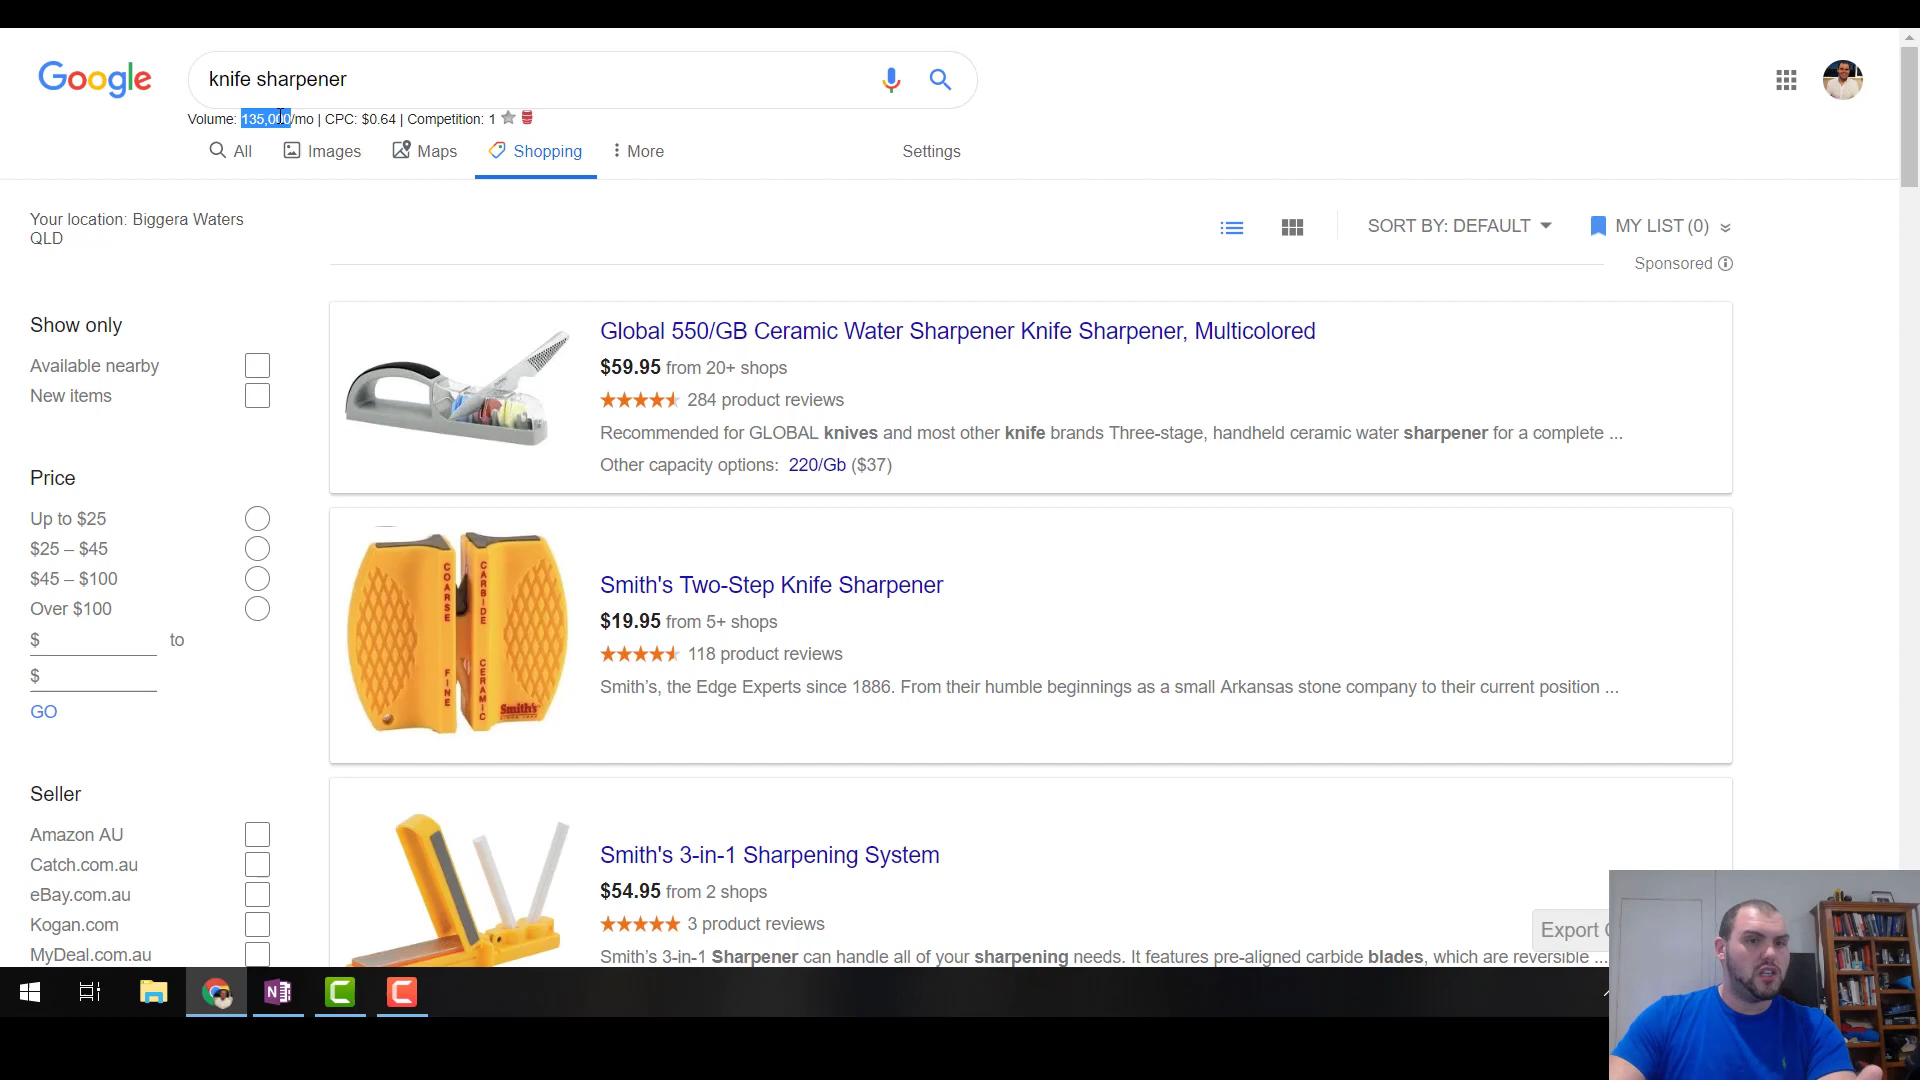 Google
knife sharpener
Volume: 135,000/mo | CPC: $0.64 | Competition: 1
All
Images
Maps
Shopping
More
Settings
Your location: Biggera Waters
QLD
SORT BY: DEFAULT
MY LIST (0)
Sponsored
Show only
Available nearby
New items
Price
Up to $25
$25 – $45
$45 – $100
Over $100
$
to
$
GO
Seller
Amazon AU
Catch.com.au
eBay.com.au
Kogan.com
MyDeal.com.au
Global 550/GB Ceramic Water Sharpener Knife Sharpener, Multicolored
$59.95 from 20+ shops
284 product reviews
Recommended for GLOBAL knives and most other knife brands Three-stage, handheld ceramic water sharpener for a complete ...
Other capacity options: 220/Gb ($37)
COARSE
CARBIDE
FINE
CERAMIC
Smith's
Smith's Two-Step Knife Sharpener
$19.95 from 5+ shops
118 product reviews
Smith's, the Edge Experts since 1886. From their humble beginnings as a small Arkansas stone company to their current position ...
Smith's 3-in-1 Sharpening System
$54.95 from 2 shops
3 product reviews
Smith's 3-in-1 Sharpener can handle all of your sharpening needs. It features pre-aligned carbide blades, which are reversible ...
Export